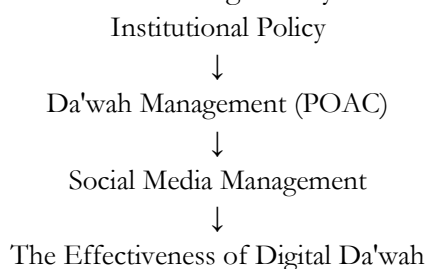 Institutional Policy
↓
Da'wah Management (POAC)
↓
Social Media Management
↓
The Effectiveness of Digital Da'wah